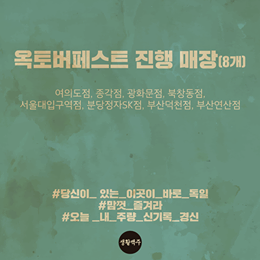 옥토버페스트 진행 매장(8개)
여의도점, 종각점, 광화문점, 북창동점,
서울대입구역점, 분당정자SK점, 부산덕천점, 부산연산점
#당신이_ 있는_이곳이_바로_독일
#맘껏_즐겨라
#오늘 _내_주량_신기록_경신
생활맥주